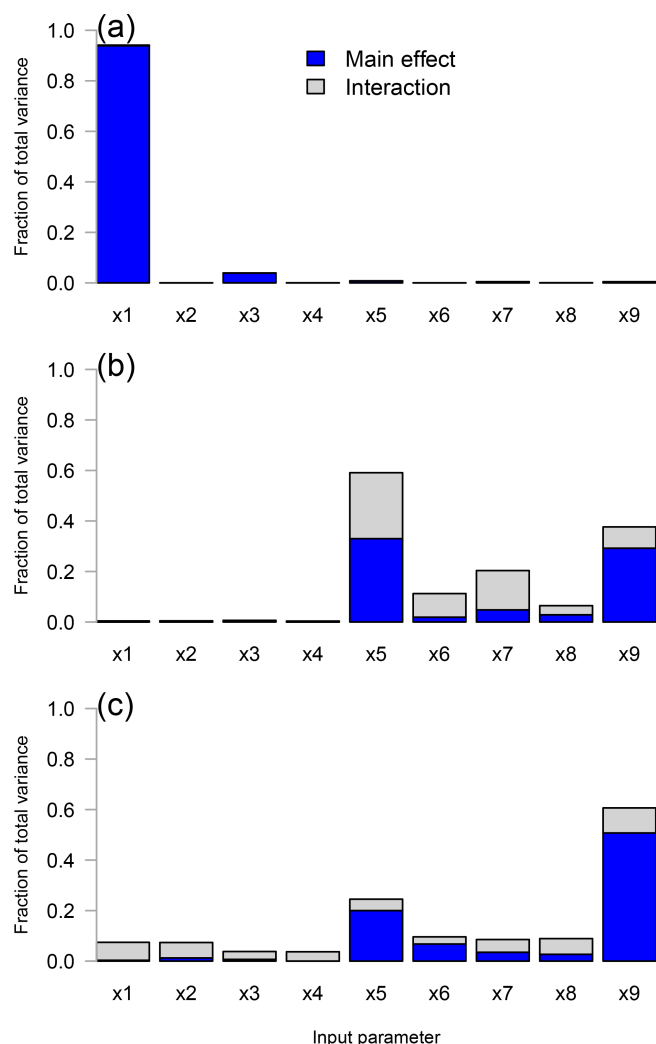 (a)
Fraction of total variance
1.0
0.8
0.6
0.4
0.2
0.0
Main effect
Interaction
x1 x2 x3 x4 x5 x6 x7 x8 x9
(b)
Fraction of total variance
1.0
0.8
0.6
0.4
0.2
0.0
x1 x2 x3 x4 x5 x6 x7 x8 x9
(c)
Fraction of total variance
1.0
0.8
0.6
0.4
0.2
0.0
x1 x2 x3 x4 x5 x6 x7 x8 x9
Input parameter